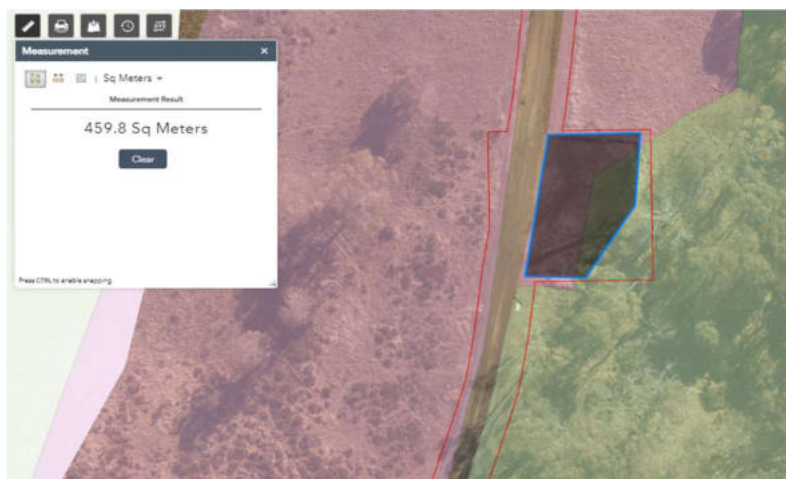 Measurement
Sq Meters
Measurement Result
459.8 Sq Meters
Clear
Press CTRL to enable snapping